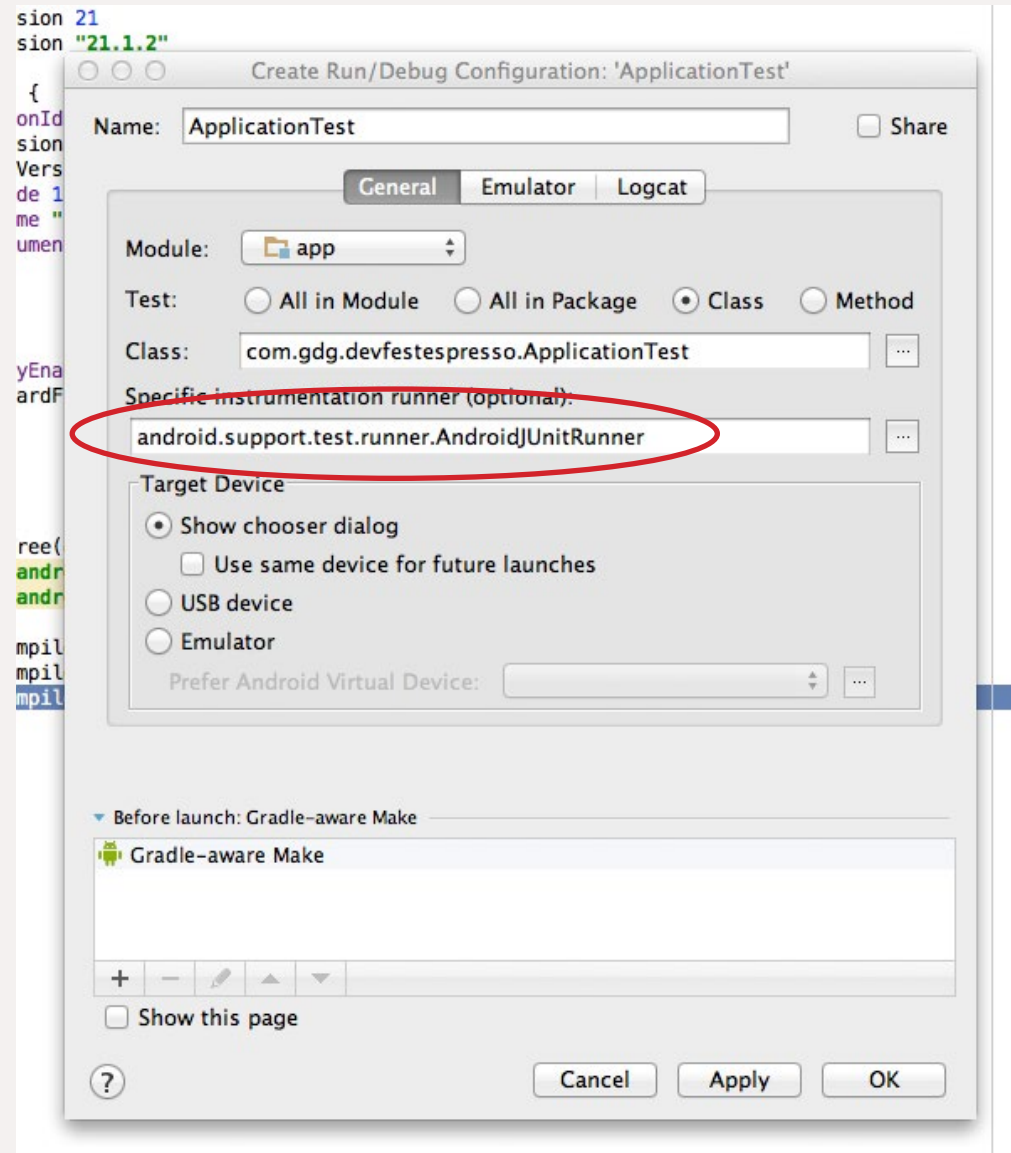 sion 21
sion "21.1.2"
Create Run/Debug Configuration: 'ApplicationTest'
{
onId
Name: ApplicationTest Share
sion
Vers
de 1
General Emulator Logcat
me "
umen
Module: app
Test: All in Module All in Package Class Method
Class: com.gdg.devfestespresso.ApplicationTest ...
yEna
ardF
Specific instrumentation runner (optional):
android.support.test.runner.AndroidJUnitRunner ...
Target Device
Show chooser dialog
ree(
Use same device for future launches
andr
andr
USB device
Emulator
mpil
mpil
Prefer Android Virtual Device: ...
mpil
Before launch: Gradle-aware Make
Gradle-aware Make
Show this page
? Cancel Apply OK